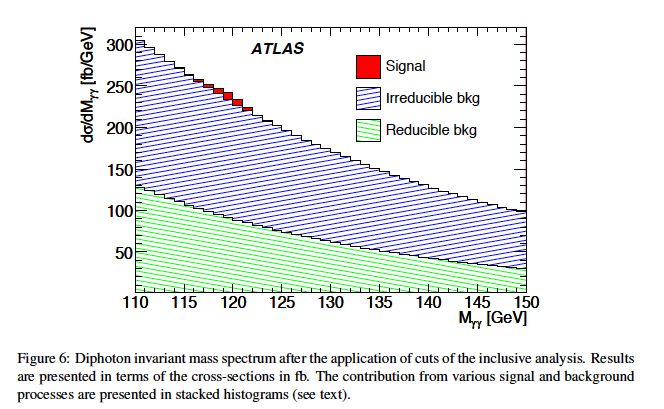 ATLAS
Signal
Irreducible bkg
Reducible bkg
dσ/dMγγ [fb/GeV]
300
250
200
150
100
50
110 115 120 125 130 135 140 145 150
Mγγ [GeV]
Figure 6: Diphoton invariant mass spectrum after the application of cuts of the inclusive analysis. Results
are presented in terms of the cross-sections in fb. The contribution from various signal and background
processes are presented in stacked histograms (see text).